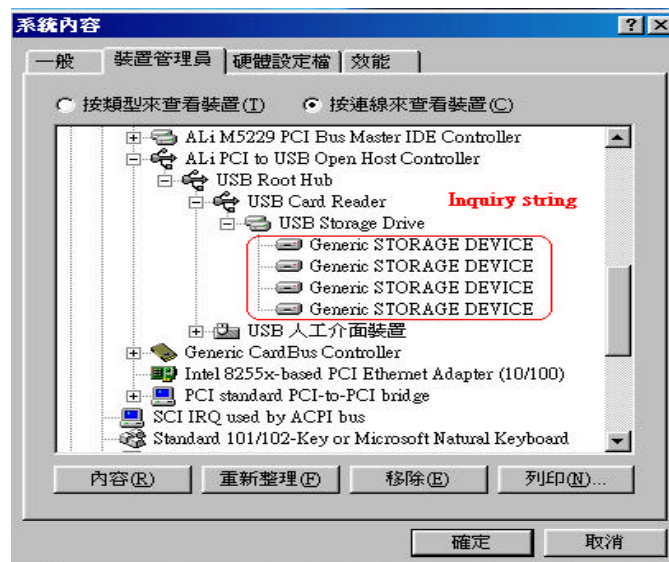 系統內容
一般 裝置管理員 硬體設定檔 效能
按類型來查看裝置(T) 按連線來查看裝置(C)
ALi M5229 PCI Bus Master IDE Controller
ALi PCI to USB Open Host Controller
USB Root Hub
USB Card Reader Inquiry string
USB Storage Drive
Generic STORAGE DEVICE
Generic STORAGE DEVICE
Generic STORAGE DEVICE
Generic STORAGE DEVICE
USB 人工介面裝置
Generic CardBus Controller
Intel 8255x-based PCI Ethernet Adapter (10/100)
PCI standard PCI-to-PCI bridge
SCI IRQ used by ACPI bus
Standard 101/102-Key or Microsoft Natural Keyboard
內容(R) 重新整理(F) 移除(E) 列印(N)...
確定 取消